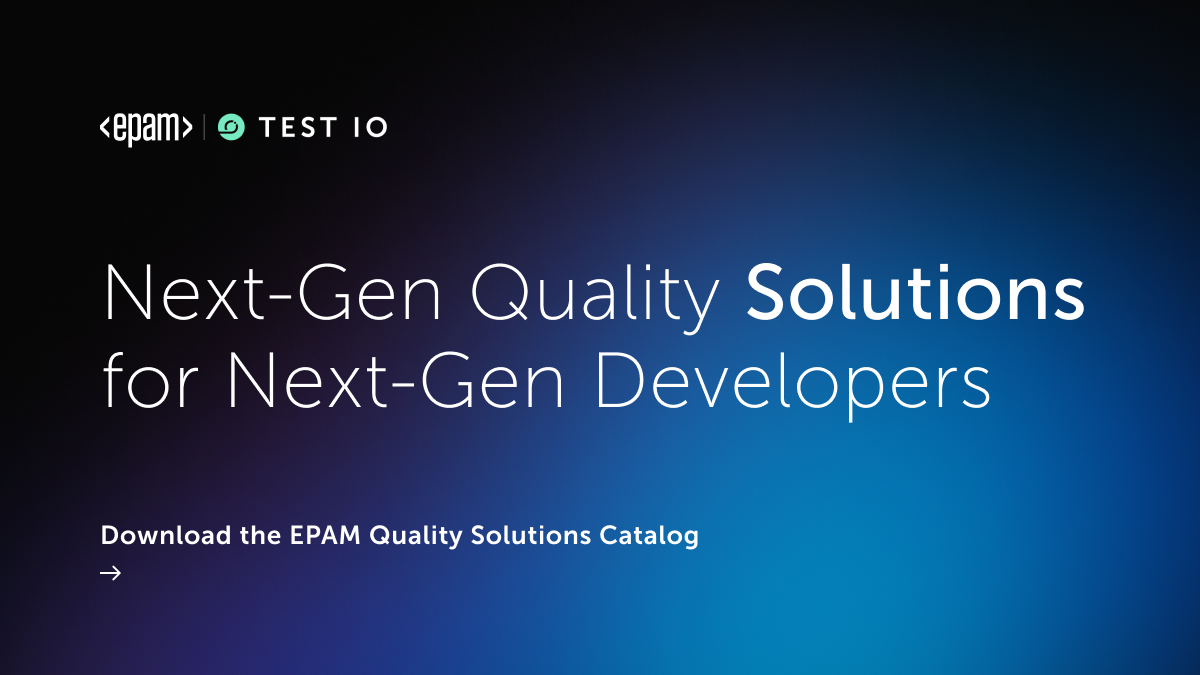 <epam> | TEST IO
Next-Gen Quality Solutions
for Next-Gen Developers
Download the EPAM Quality Solutions Catalog
→